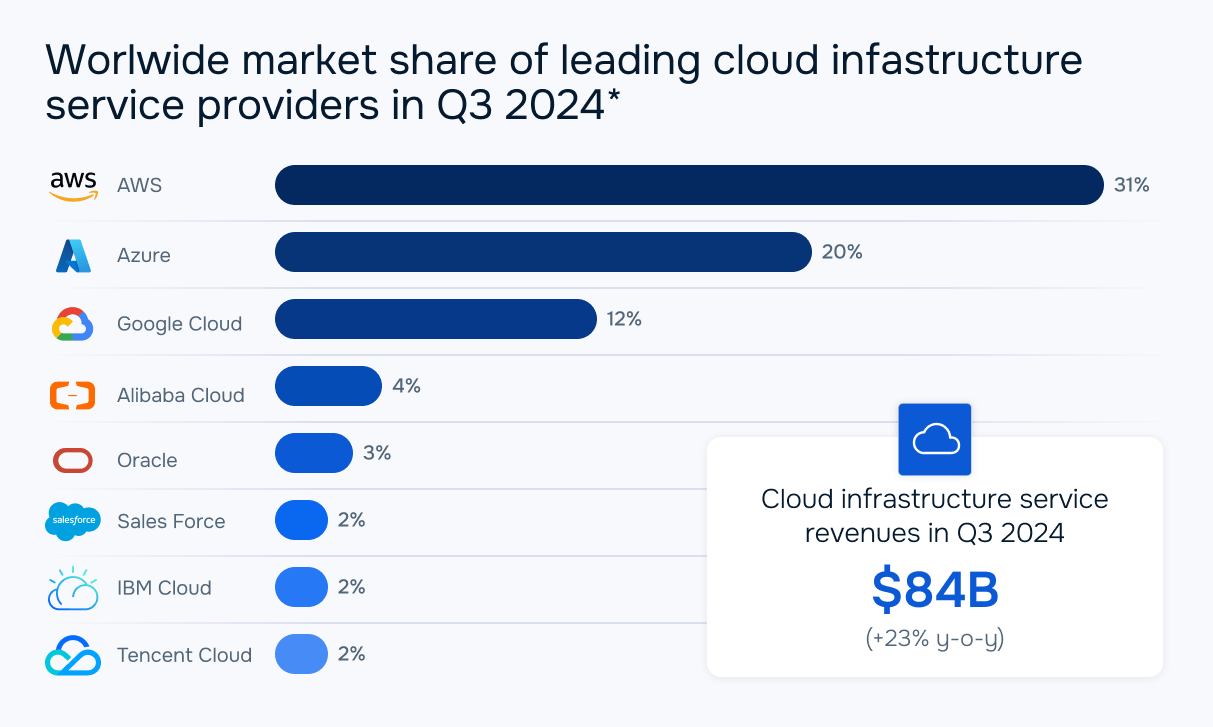 Worlwide market share of leading cloud infastructure
service providers in Q3 2024*
aws AWS 31%
Azure 20%
Google Cloud 12%
Alibaba Cloud 4%
Oracle 3%
salesforce Sales Force 2%
IBM Cloud 2%
Tencent Cloud 2%
Cloud infrastructure service
revenues in Q3 2024
$84B
(+23% y-o-y)